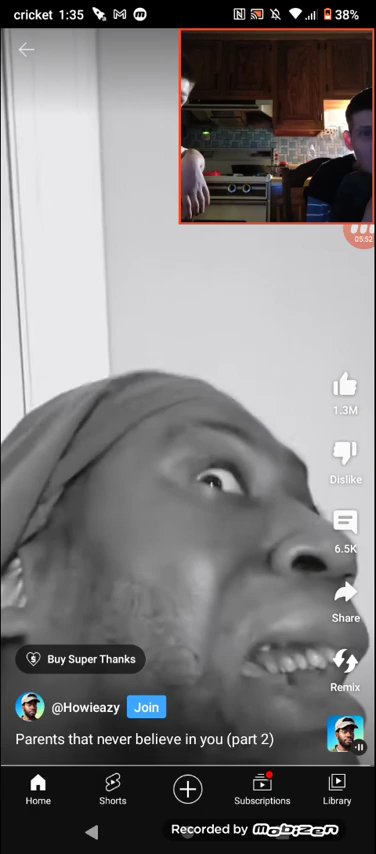 cricket 1:35
38%
05:52
1.3M
Dislike
6.5K
Share
Buy Super Thanks
Remix
@Howieazy Join
Parents that never believe in you (part 2)
Home Shorts Subscriptions Library
Recorded by MOBIZEN